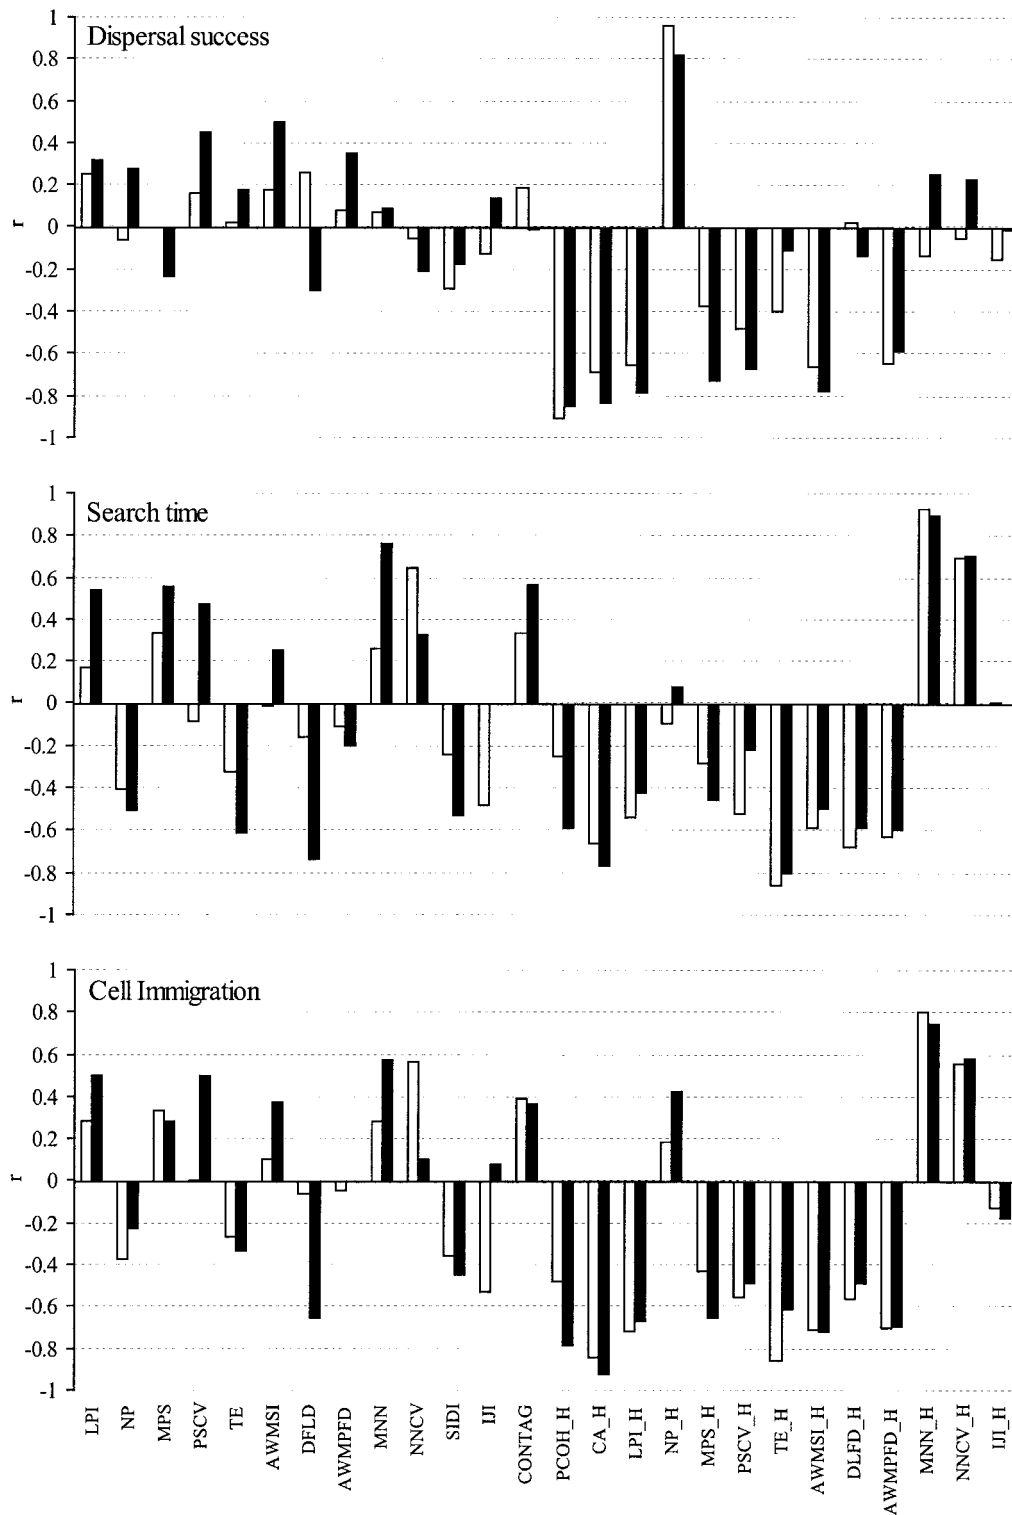 Dispersal success
1
0.8
0.6
0.4
0.2
0
-0.2
-0.4
-0.6
-0.8
-1
r
Search time
1
0.8
0.6
0.4
0.2
0
-0.2
-0.4
-0.6
-0.8
-1
r
Cell Immigration
1
0.8
0.6
0.4
0.2
0
-0.2
-0.4
-0.6
-0.8
-1
r
LPI
NP
MPS
PSCV
TE
AWMSI
DFLD
AWMPFD
MNN
NNCV
SIDI
IJI
CONTAG
PCOH_H
CA_H
LPI_H
NP_H
MPS_H
PSCV_H
TE_H
AWMSI_H
DLFD_H
AWMPFD_H
MNN_H
NNCV_H
IJI_H